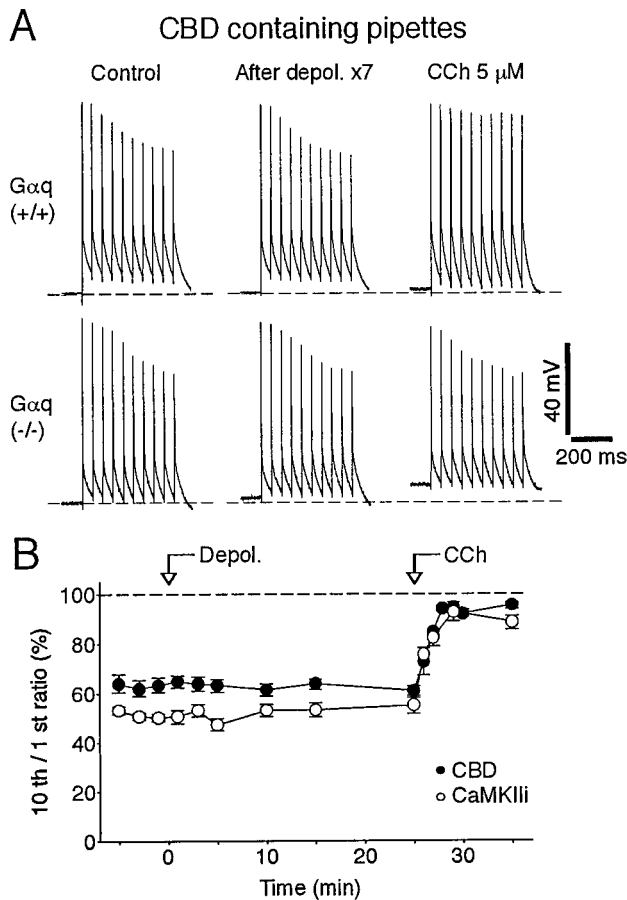 A
CBD containing pipettes
Control After depol. x7 CCh 5 µM
Gαq
(+/+)
Gαq
(-/-)
40 mV
200 ms
B
Depol. CCh
100
80
60
40
20
0
10 th / 1 st ratio (%)
CBD
CaMKIIi
0 10 20 30
Time (min)